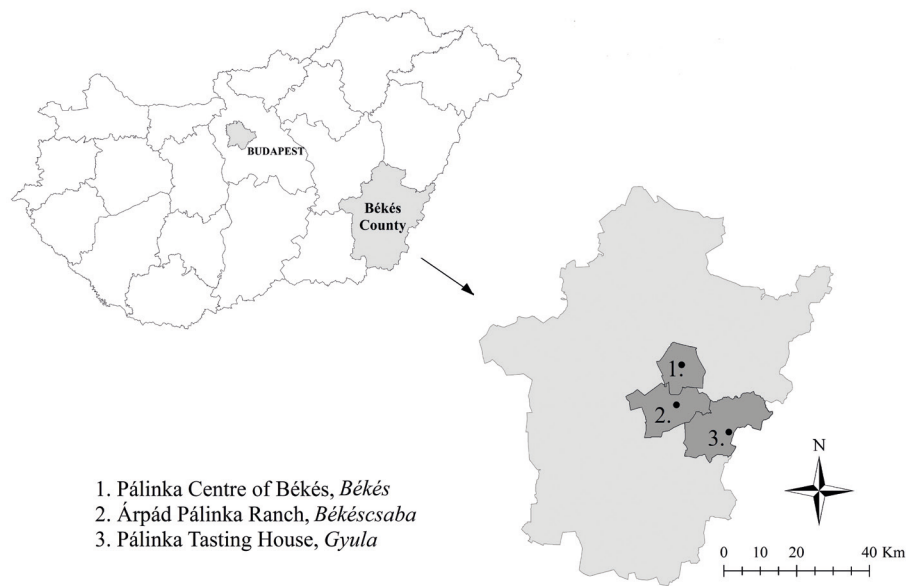 BUDAPEST
Békés
County
1.
2.
3.
N
1. Pálinka Centre of Békés, Békés
2. Árpád Pálinka Ranch, Békéscsaba
3. Pálinka Tasting House, Gyula
0 10 20 40 Km